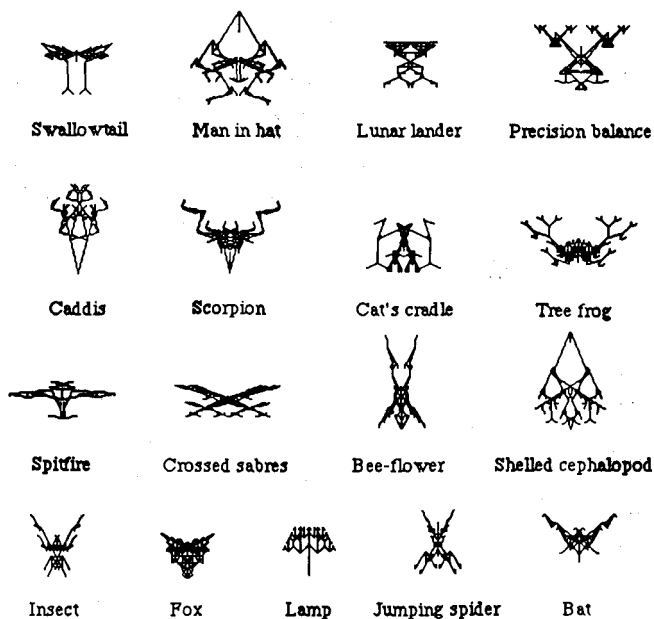 Swallowtail Man in hat Lunar lander Precision balance
Caddis Scorpion Cat's cradle Tree frog
Spitfire Crossed sabres Bee-flower Shelled cephalopod
Insect Fox Lamp Jumping spider Bat